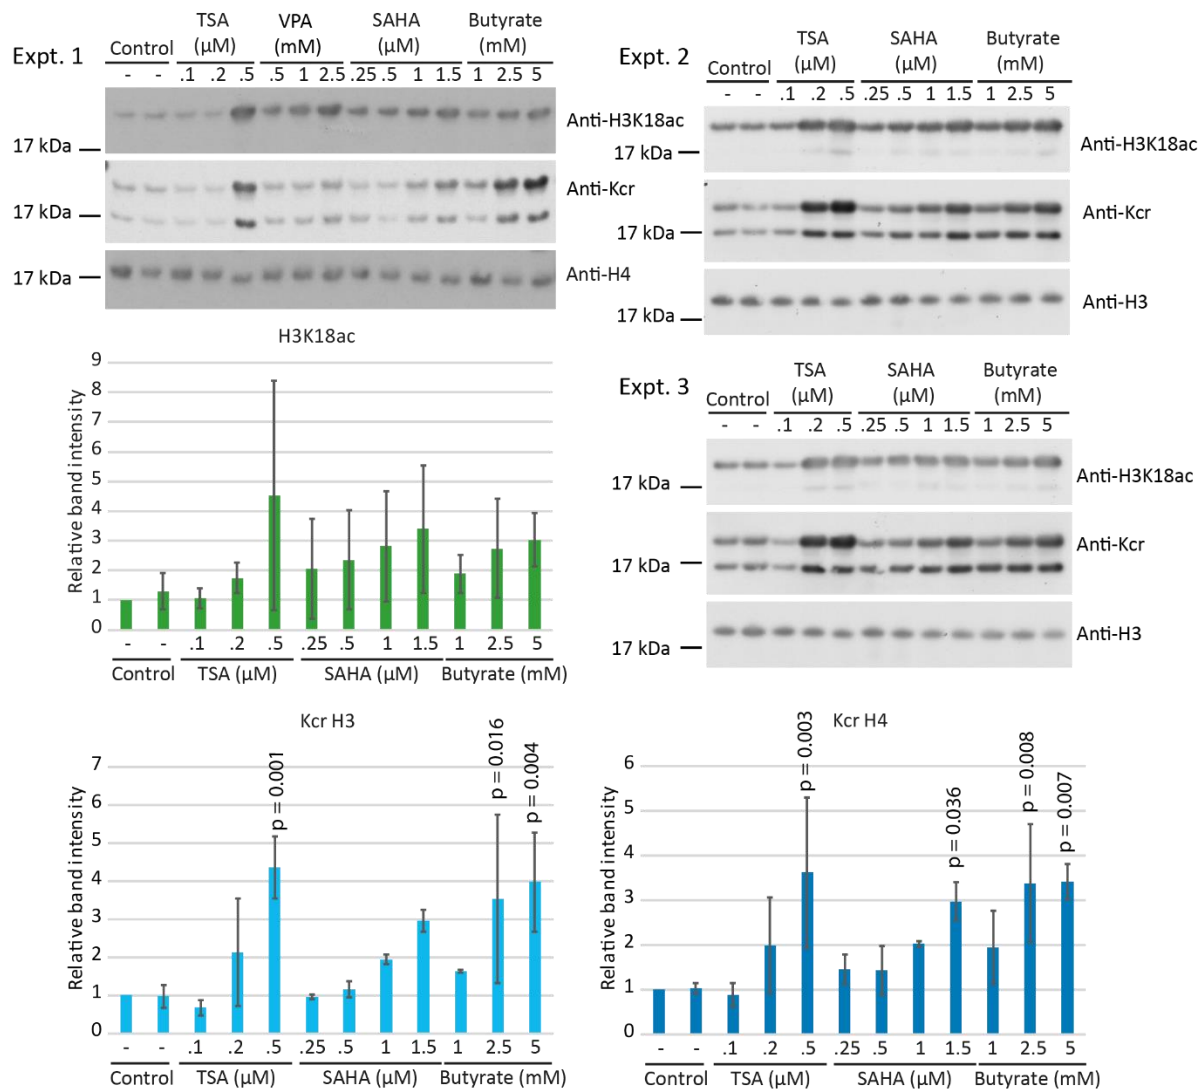 Expt. 1
Control
TSA
(µM)
VPA
(mM)
SAHA
(µM)
Butyrate
(mM)
- - .1 .2 .5 .5 1 2.5 .25 .5 1 1.5 1 2.5 5
Anti-H3K18ac
17 kDa
Anti-Kcr
17 kDa
17 kDa
Anti-H4
Expt. 2
Control
TSA
(µM)
SAHA
(µM)
Butyrate
(mM)
- - .1 .2 .5 .25 .5 1 1.5 1 2.5 5
17 kDa
Anti-H3K18ac
Anti-Kcr
17 kDa
Anti-H3
17 kDa
H3K18ac
Relative band intensity
9
8
7
6
5
4
3
2
1
0
- - .1 .2 .5 .25 .5 1 1.5 1 2.5 5
Control TSA (µM) SAHA (µM) Butyrate (mM)
Expt. 3
Control
TSA
(µM)
SAHA
(µM)
Butyrate
(mM)
- - .1 .2 .5 .25 .5 1 1.5 1 2.5 5
17 kDa
Anti-H3K18ac
Anti-Kcr
17 kDa
Anti-H3
17 kDa
Kcr H3
Relative band intensity
7
6
5
4
3
2
1
0
p = 0.001
p = 0.016
p = 0.004
- - .1 .2 .5 .25 .5 1 1.5 1 2.5 5
Control TSA (µM) SAHA (µM) Butyrate (mM)
Kcr H4
Relative band intensity
6
5
4
3
2
1
0
p = 0.003
p = 0.036
p = 0.008
p = 0.007
- - .1 .2 .5 .25 .5 1 1.5 1 2.5 5
Control TSA (µM) SAHA (µM) Butyrate (mM)